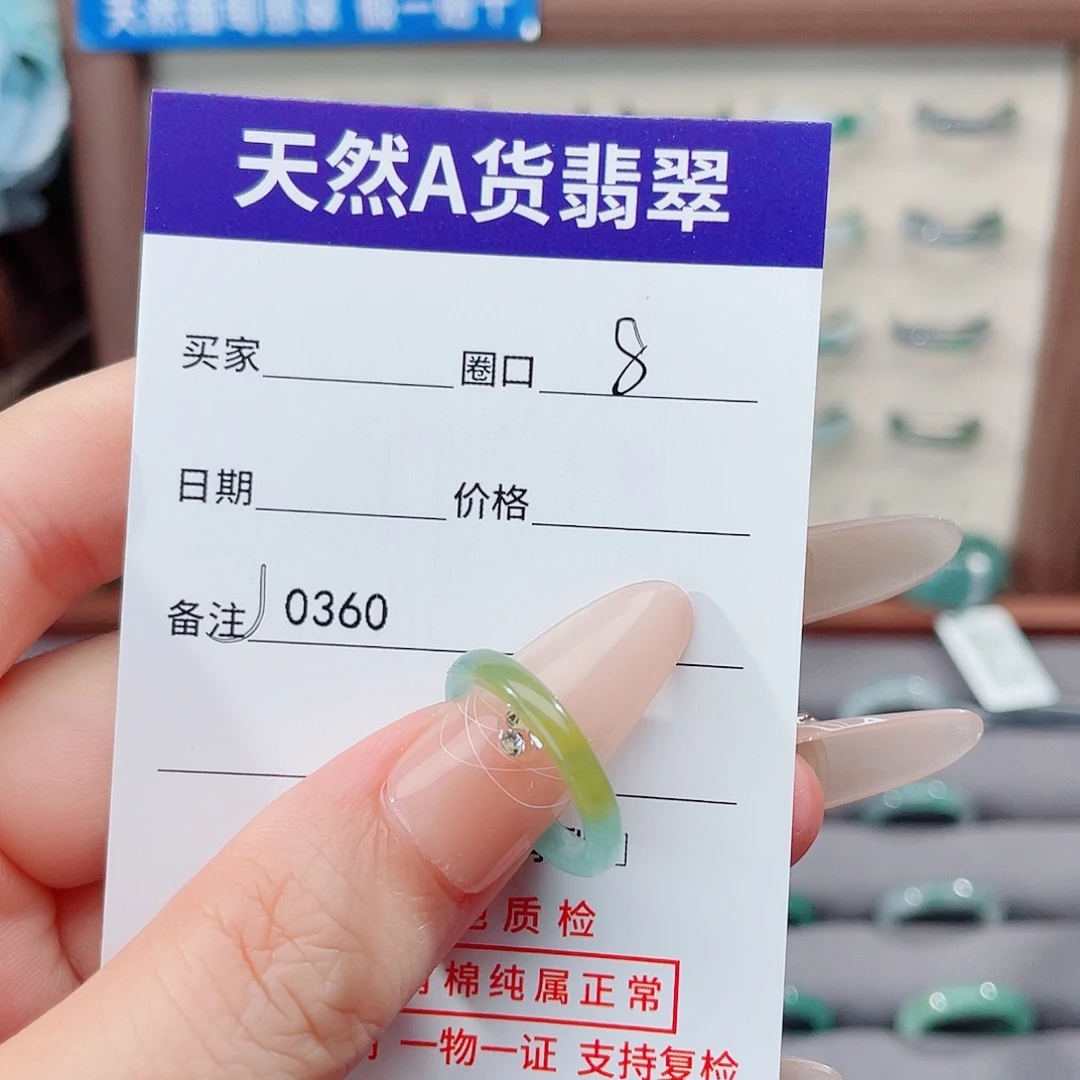 天然A货翡翠
买家 圈口 8
日期 价格
备注J 0360
质检
棉纯属正常
一物一证 支持复检